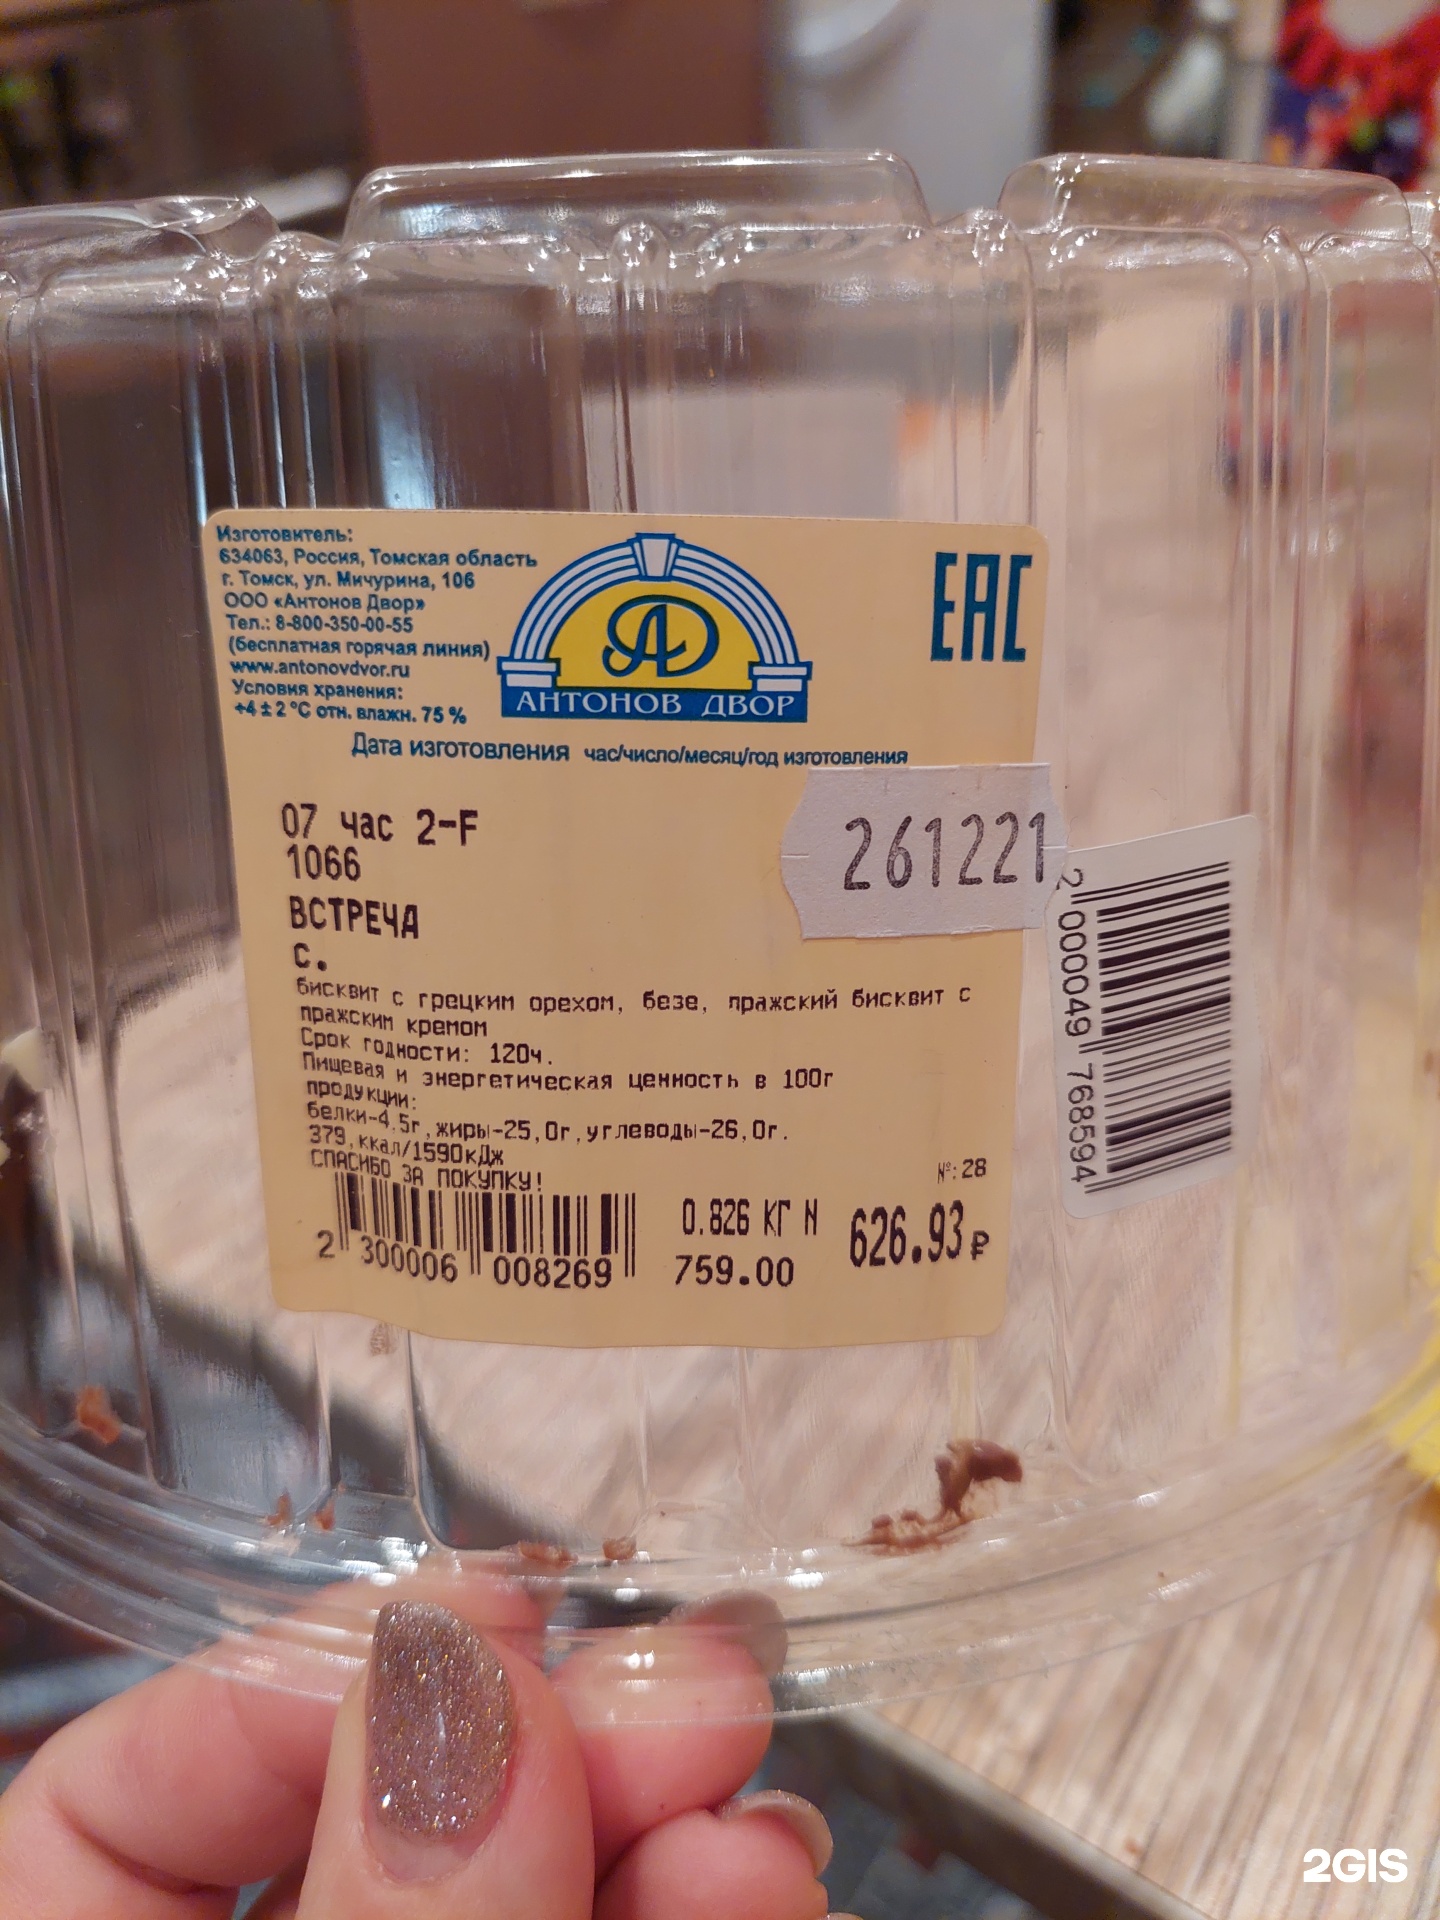 Изготовитель:
634063, Россия, Томская область
г. Томск, ул. Мичурина, 106
ООО «Антонов Двор»
Тел.: 8-800-350-00-55
(бесплатная горячая линия)
www.antonovdvor.ru
Условия хранения:
+4 ± 2 °С отн. влажн. 75 %
АД
АНТОНОВ ДВОР
EAC
Дата изготовления час/число/месяц/год изготовления
07 час 2-F
1066
261221
ВСТРЕЧА
С.
бисквит с грецким орехом, безе, пражский бисквит с
пражским кремом
Срок годности: 120ч.
Пищевая и энергетическая ценность в 100г
продукции:
белки-4.5г,жиры-25,0г,углеводы-26,0г.
379,ккал/1590кДж
СПАСИБО ЗА ПОКУПКУ!
№:28
0.826 КГ N
626.93₽
759.00
2 300006 008269
2 000049 768594
2GIS